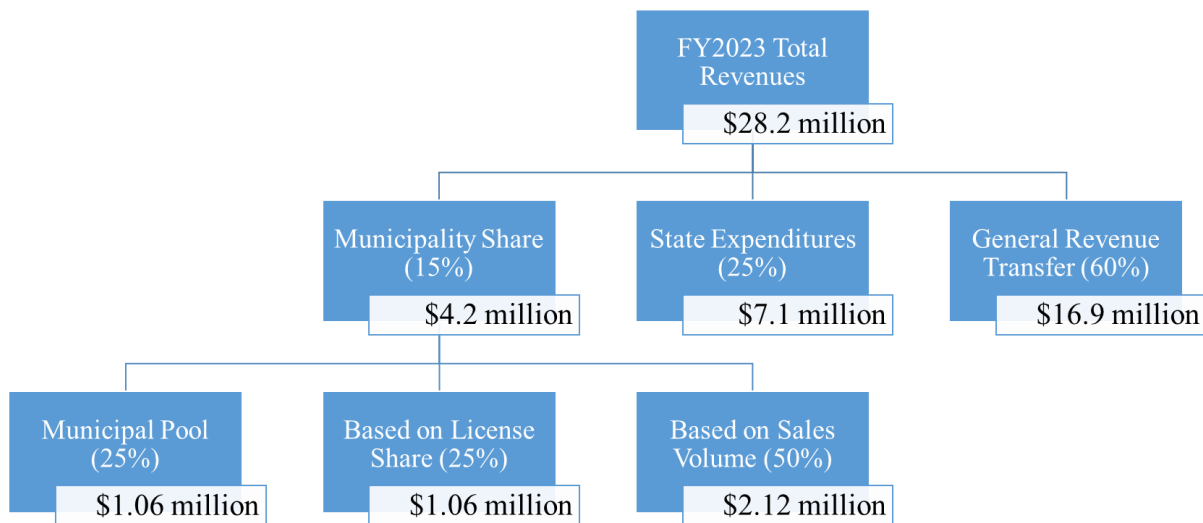 FY2023 Total
Revenues
$28.2 million
Municipality Share
(15%)
$4.2 million
State Expenditures
(25%)
$7.1 million
General Revenue
Transfer (60%)
$16.9 million
Municipal Pool
(25%)
$1.06 million
Based on License
Share (25%)
$1.06 million
Based on Sales
Volume (50%)
$2.12 million